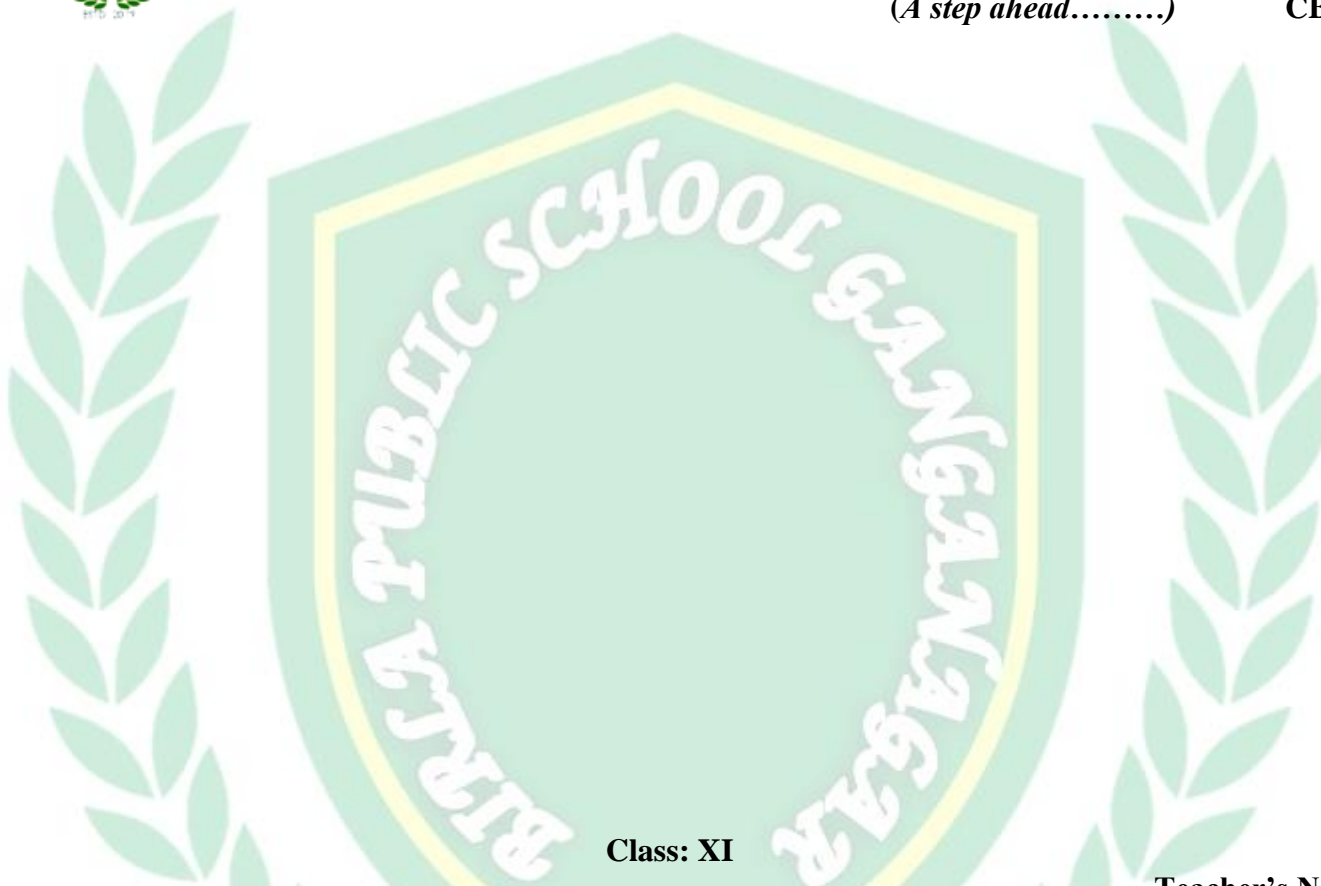 (A step ahead.........) CE
BIRLA PUBLIC SCHOOL GANGANAGAR
Class: XI
Teacher's N